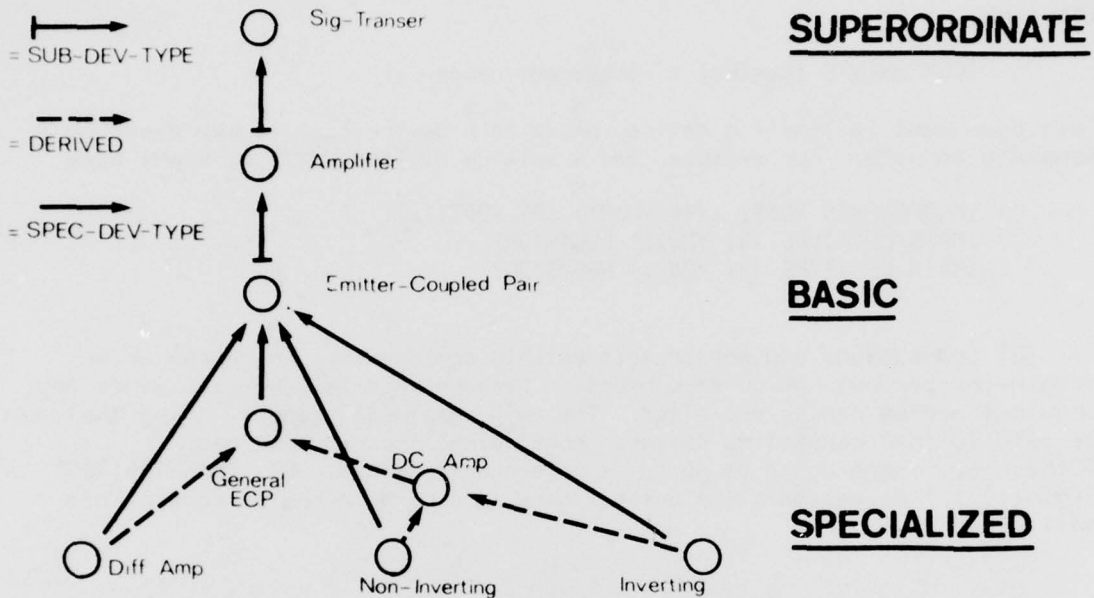 Sig-Transer
SUPERORDINATE
= SUB-DEV-TYPE
= DERIVED
Amplifier
= SPEC-DEV-TYPE
Emitter-Coupled Pair
BASIC
General
ECP
DC Amp
SPECIALIZED
Diff Amp
Non-Inverting
Inverting